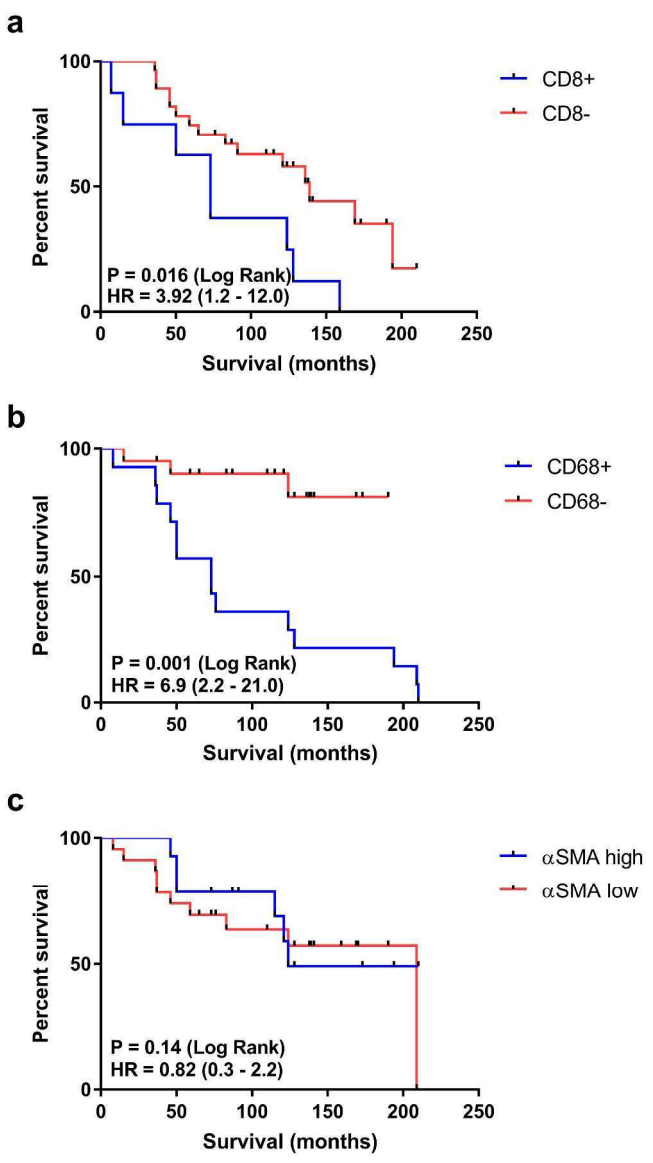 a
100
50
0
Percent survival
CD8+
CD8-
P = 0.016 (Log Rank)
HR = 3.92 (1.2 - 12.0)
0 50 100 150 200 250
Survival (months)
b
100
50
0
Percent survival
CD68+
CD68-
P = 0.001 (Log Rank)
HR = 6.9 (2.2 - 21.0)
0 50 100 150 200 250
Survival (months)
c
100
50
0
Percent survival
αSMA high
αSMA low
P = 0.14 (Log Rank)
HR = 0.82 (0.3 - 2.2)
0 50 100 150 200 250
Survival (months)